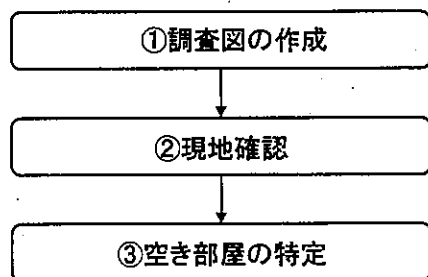 ①調査図の作成
②現地確認
③空き部屋の特定